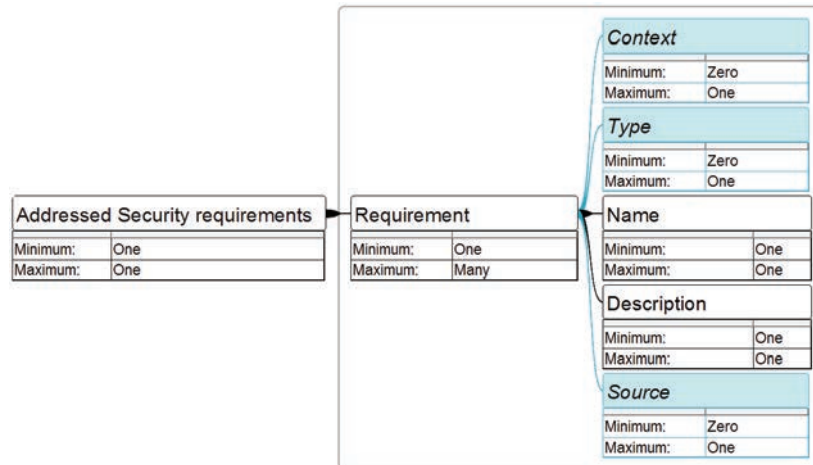 Context
Minimum: Zero
Maximum: One
Type
Minimum: Zero
Maximum: One
Addressed Security requirements
Minimum: One
Maximum: One
Requirement
Minimum: One
Maximum: Many
Name
Minimum: One
Maximum: One
Description
Minimum: One
Maximum: One
Source
Minimum: Zero
Maximum: One